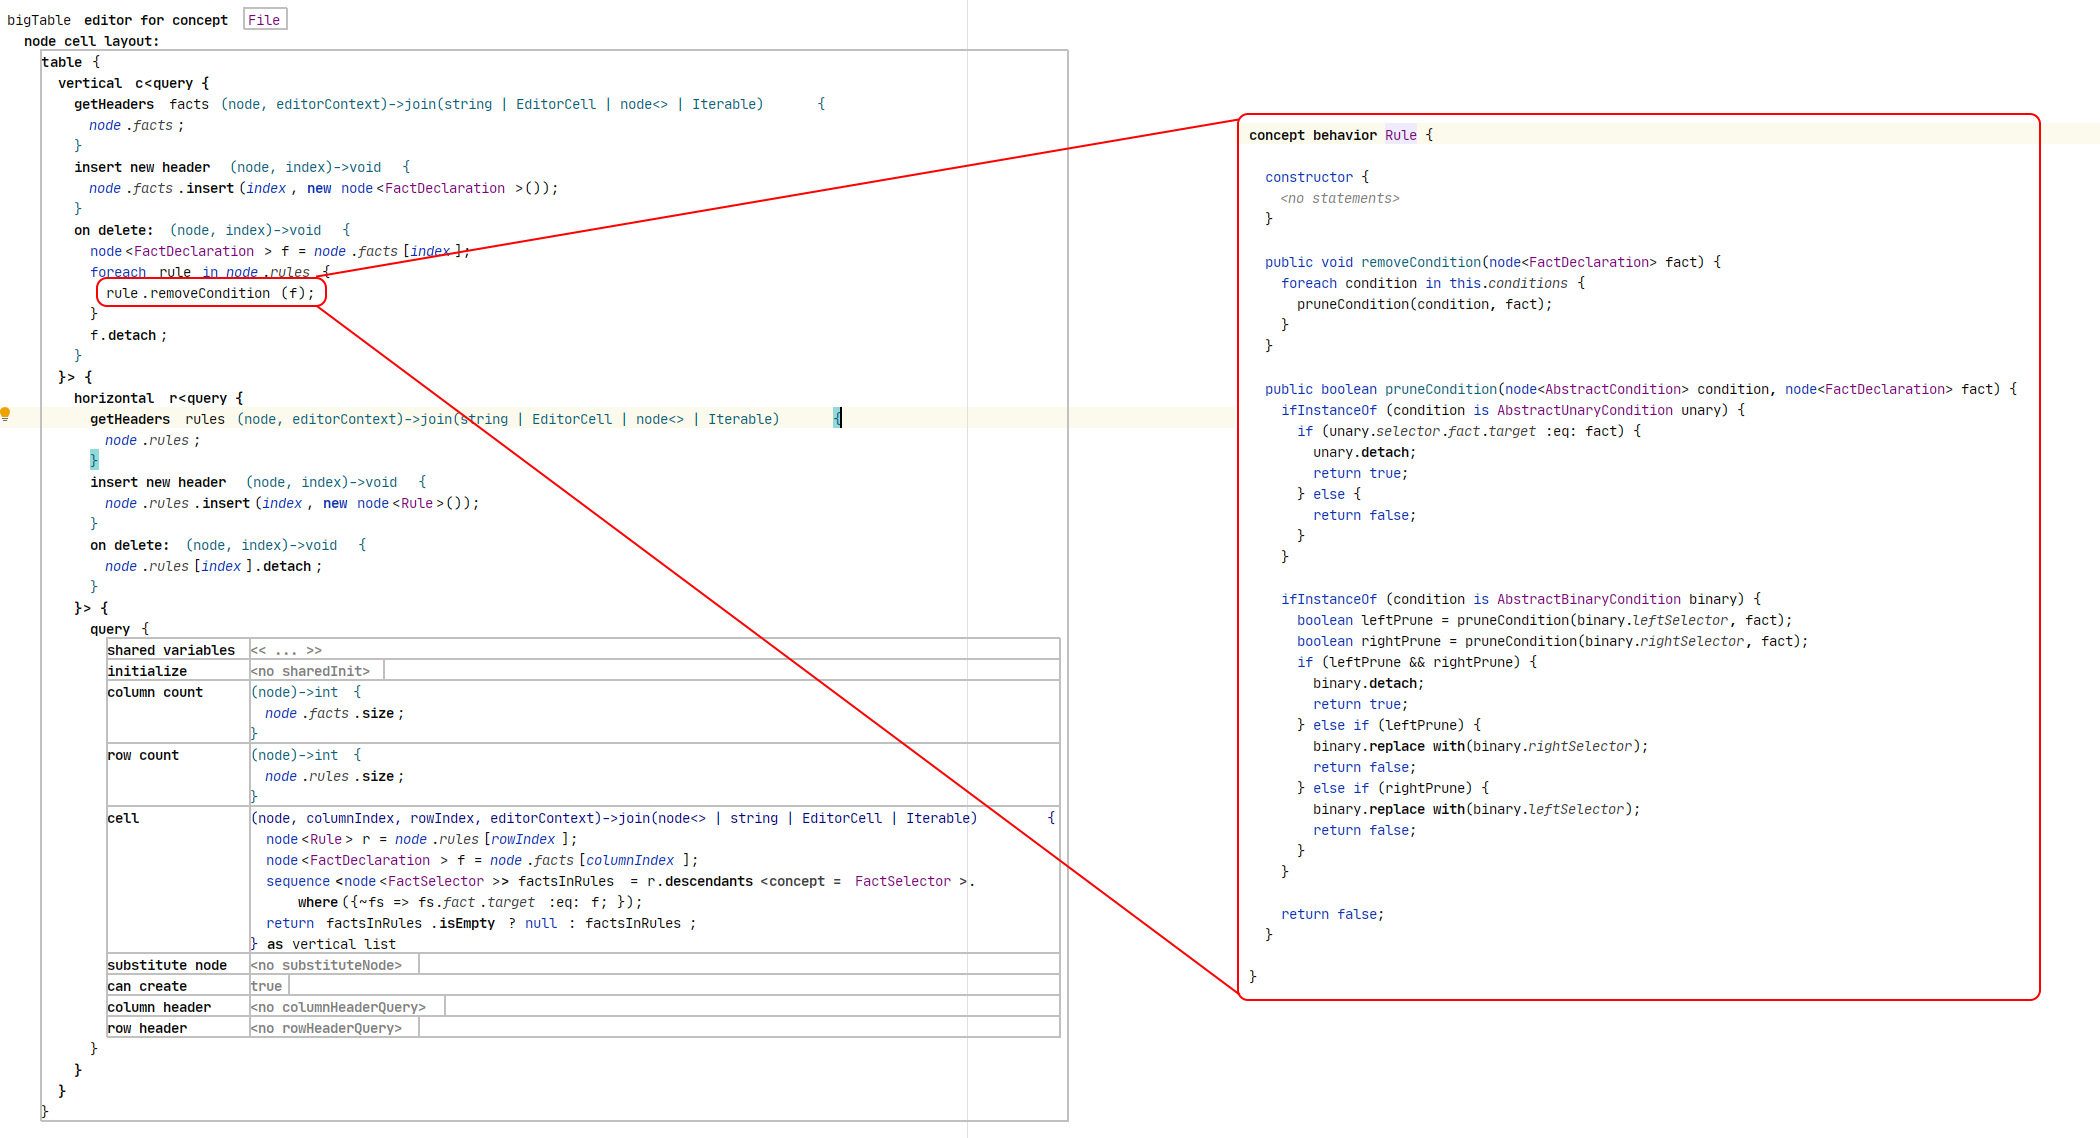 bigTable editor for concept File
node cell layout:
table {
vertical c<query {
getHeaders facts (node, editorContext)->join(string | EditorCell | node<> | Iterable) {
node.facts;
}
insert new header (node, index)->void {
node.facts.insert(index, new node<FactDeclaration>());
}
on delete: (node, index)->void {
node<FactDeclaration> f = node.facts[index];
foreach rule in node.rules {
rule.removeCondition(f);
}
f.detach;
}
}> {
horizontal r<query {
getHeaders rules (node, editorContext)->join(string | EditorCell | node<> | Iterable) {
node.rules;
}
insert new header (node, index)->void {
node.rules.insert(index, new node<Rule>());
}
on delete: (node, index)->void {
node.rules[index].detach;
}
}> {
query {
shared variables << ... >>
initialize <no sharedInit>
column count (node)->int {
node.facts.size;
}
row count (node)->int {
node.rules.size;
}
cell (node, columnIndex, rowIndex, editorContext)->join(node<> | string | EditorCell | Iterable) {
node<Rule> r = node.rules[rowIndex];
node<FactDeclaration> f = node.facts[columnIndex];
sequence<node<FactSelector>> factsInRules = r.descendants<concept = FactSelector>.
where({~fs => fs.fact.target :eq: f; });
return factsInRules.isEmpty ? null : factsInRules;
} as vertical list
substitute node <no substituteNode>
can create true
column header <no columnHeaderQuery>
row header <no rowHeaderQuery>
}
}
}
}
concept behavior Rule {
constructor {
<no statements>
}
public void removeCondition(node<FactDeclaration> fact) {
foreach condition in this.conditions {
pruneCondition(condition, fact);
}
}
public boolean pruneCondition(node<AbstractCondition> condition, node<FactDeclaration> fact) {
ifInstanceOf (condition is AbstractUnaryCondition unary) {
if (unary.selector.fact.target :eq: fact) {
unary.detach;
return true;
} else {
return false;
}
}
ifInstanceOf (condition is AbstractBinaryCondition binary) {
boolean leftPrune = pruneCondition(binary.leftSelector, fact);
boolean rightPrune = pruneCondition(binary.rightSelector, fact);
if (leftPrune && rightPrune) {
binary.detach;
return true;
} else if (leftPrune) {
binary.replace with(binary.rightSelector);
return false;
} else if (rightPrune) {
binary.replace with(binary.leftSelector);
return false;
}
}
return false;
}
}